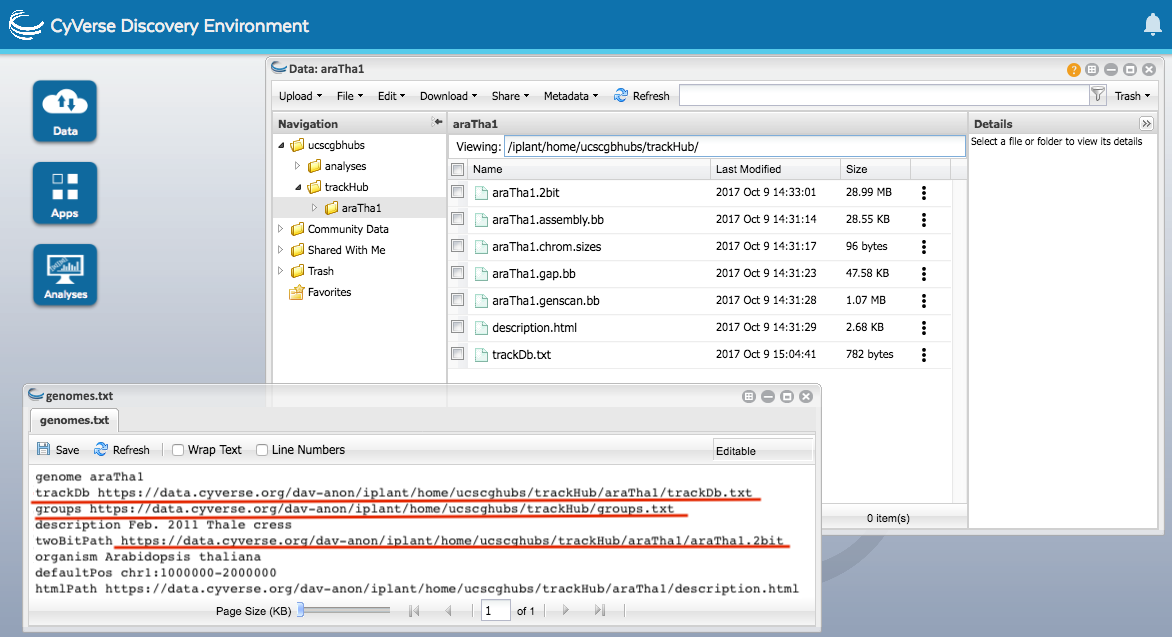 CyVerse Discovery Environment
Data
Apps
Analyses
Data: araTha1
Upload File Edit Download Share Metadata Refresh Trash
Navigation
ucscgbhubs
analyses
trackHub
araTha1
Community Data
Shared With Me
Trash
Favorites
araTha1
Viewing: /iplant/home/ucscgbhubs/trackHub/
Name Last Modified Size
araTha1.2bit 2017 Oct 9 14:33:01 28.99 MB
araTha1.assembly.bb 2017 Oct 9 14:31:14 28.55 KB
araTha1.chrom.sizes 2017 Oct 9 14:31:17 96 bytes
araTha1.gap.bb 2017 Oct 9 14:31:23 47.58 KB
araTha1.genscan.bb 2017 Oct 9 14:31:28 1.07 MB
description.html 2017 Oct 9 14:31:29 2.68 KB
trackDb.txt 2017 Oct 9 15:04:41 782 bytes
0 item(s)
Details
Select a file or folder to view its details
genomes.txt
genomes.txt
Save Refresh Wrap Text Line Numbers Editable
genome araTha1
trackDb https://data.cyverse.org/dav-anon/iplant/home/ucscghubs/trackHub/araTha1/trackDb.txt
groups https://data.cyverse.org/dav-anon/iplant/home/ucscghubs/trackHub/groups.txt
description Feb. 2011 Thale cress
twoBitPath https://data.cyverse.org/dav-anon/iplant/home/ucscghubs/trackHub/araTha1/araTha1.2bit
organism Arabidopsis thaliana
defaultPos chr1:1000000-2000000
htmlPath https://data.cyverse.org/dav-anon/iplant/home/ucscghubs/trackHub/araTha1/description.html
Page Size (KB) 1 of 1